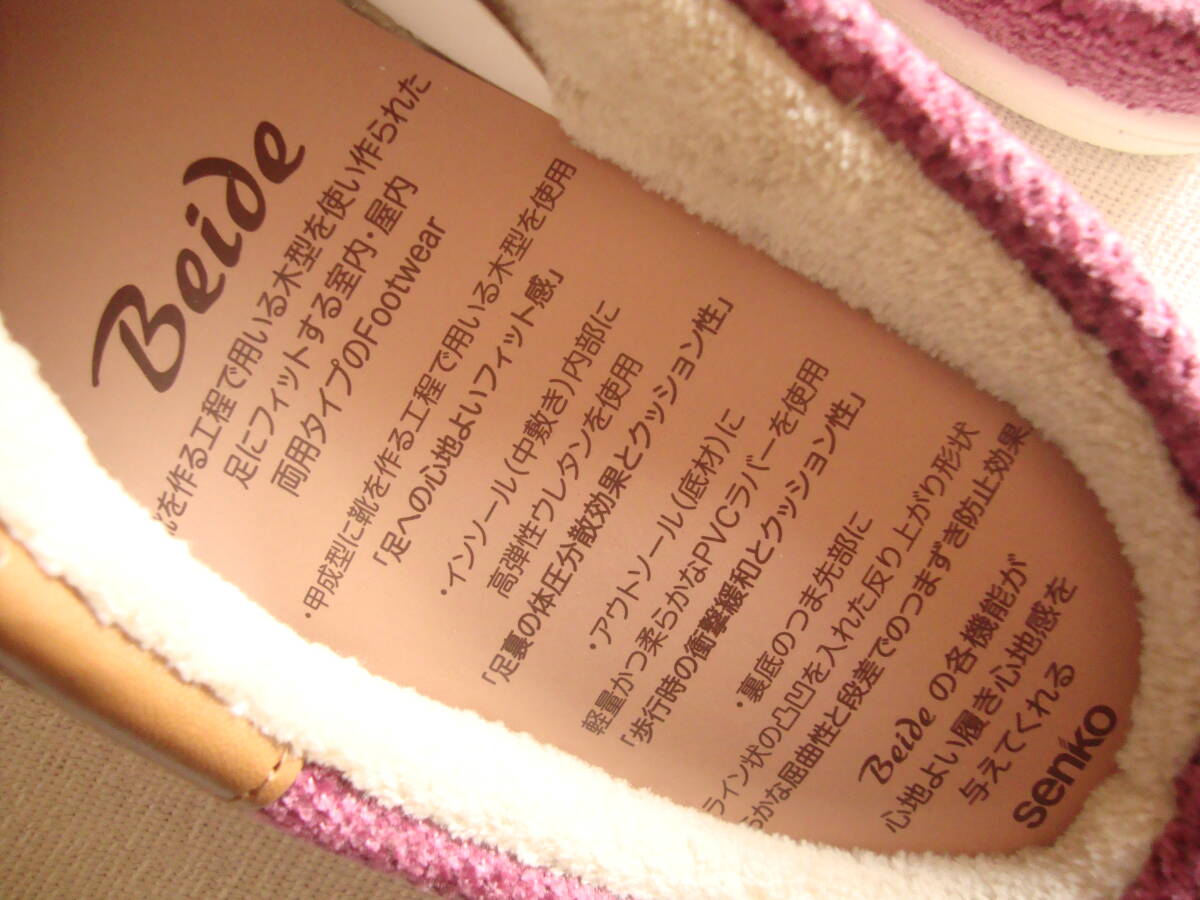 Beide
を作る工程で用いる木型を使い作られた
足にフィットする室内・屋内
両用タイプのFootwear
・甲成型に靴を作る工程で用いる木型を使用
「足への心地よいフィット感」
・インソール（中敷き）内部に
高弾性ウレタンを使用
「足裏の体圧分散効果とクッション性」
・アウトソール（底材）に
軽量かつ柔らかなPVCラバーを使用
「歩行時の衝撃緩和とクッション性」
・裏底のつま先部に
ライン状の凸凹を入れた反り上がり形状
らかな屈曲性と段差でのつまずき防止効果
Beide の各機能が
心地よい履き心地感を
与えてくれる
senko